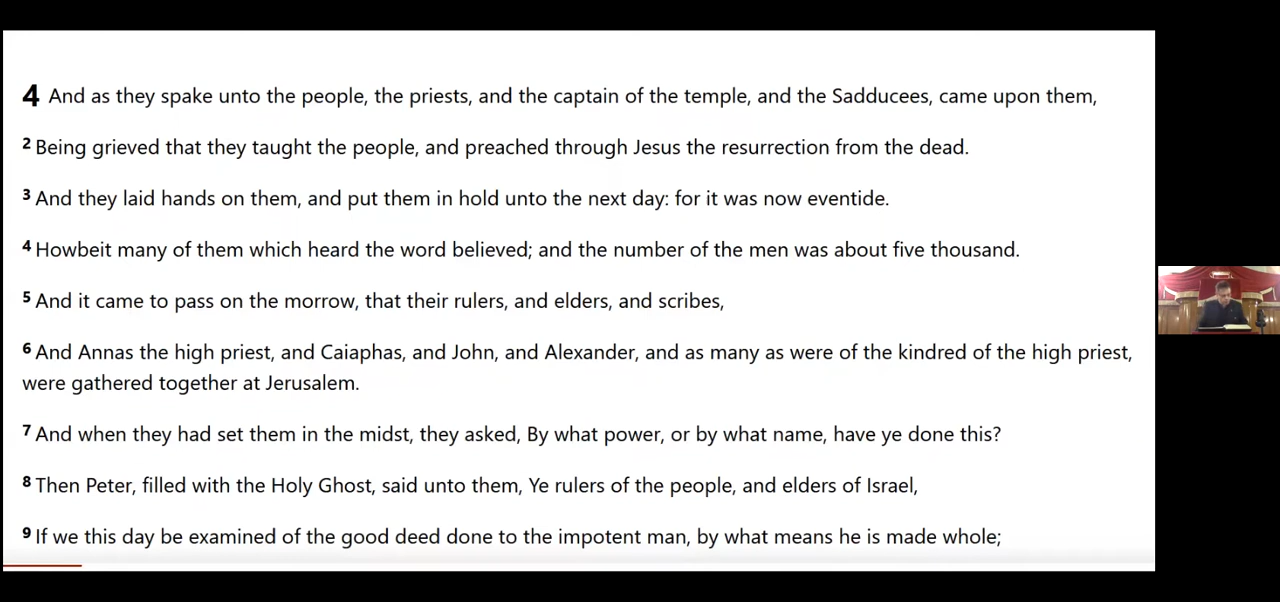 4 And as they spake unto the people, the priests, and the captain of the temple, and the Sadducees, came upon them,
2 Being grieved that they taught the people, and preached through Jesus the resurrection from the dead.
3 And they laid hands on them, and put them in hold unto the next day: for it was now eventide.
4 Howbeit many of them which heard the word believed; and the number of the men was about five thousand.
5 And it came to pass on the morrow, that their rulers, and elders, and scribes,
6 And Annas the high priest, and Caiaphas, and John, and Alexander, and as many as were of the kindred of the high priest,
were gathered together at Jerusalem.
7 And when they had set them in the midst, they asked, By what power, or by what name, have ye done this?
8 Then Peter, filled with the Holy Ghost, said unto them, Ye rulers of the people, and elders of Israel,
9 If we this day be examined of the good deed done to the impotent man, by what means he is made whole;